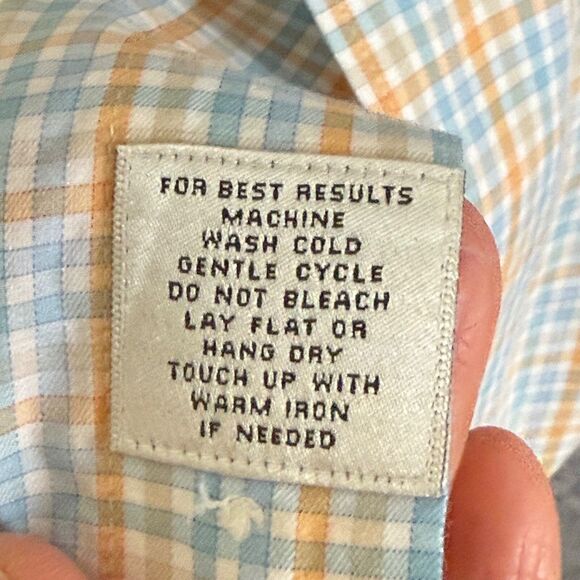 FOR BEST RESULTS
MACHINE
WASH COLD
GENTLE CYCLE
DO NOT BLEACH
LAY FLAT OR
HANG DRY
TOUCH UP WITH
WARM IRON
IF NEEDED